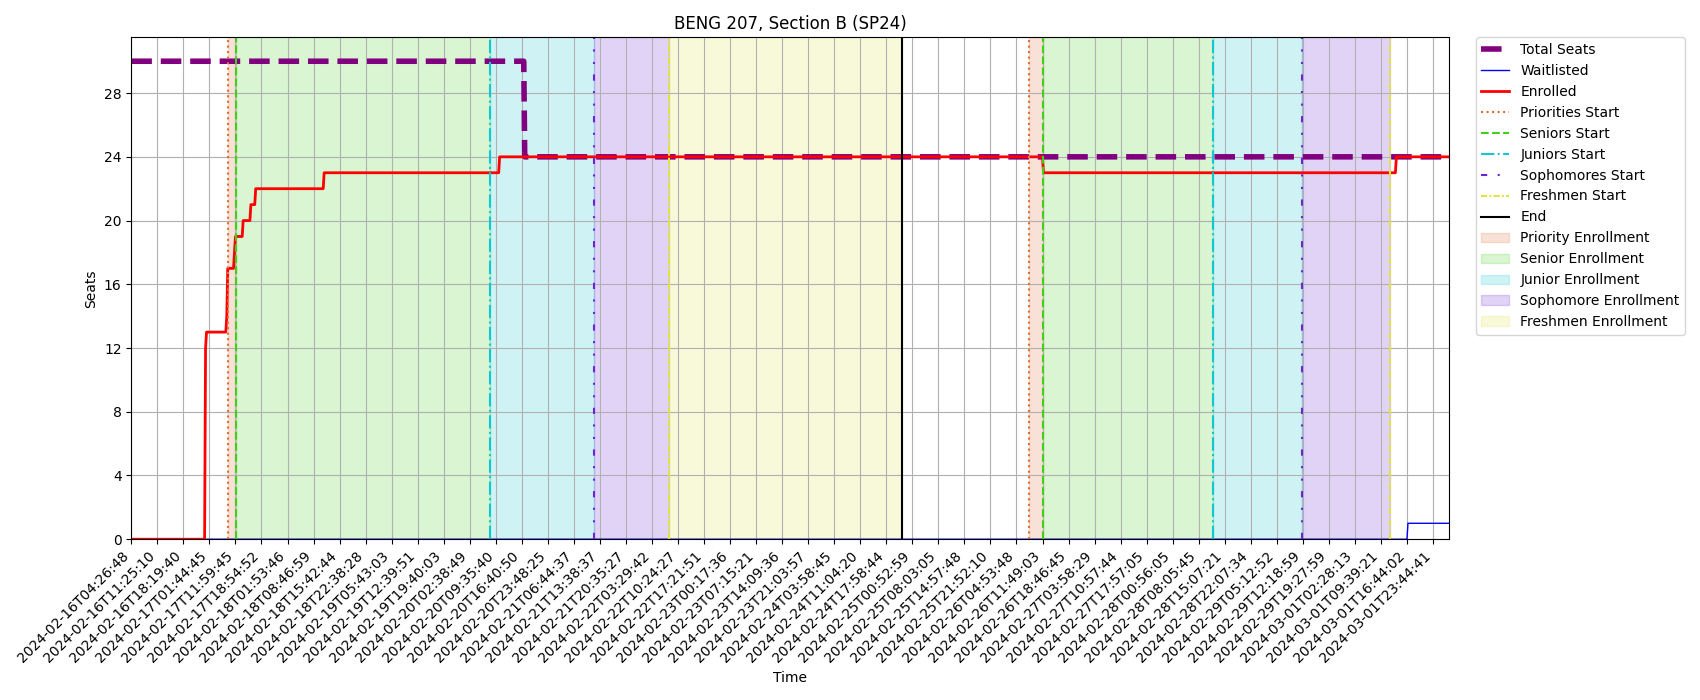 BENG 207, Section B (SP24)
Seats
28
24
20
16
12
8
4
0
2024-02-16T04:26:48
2024-02-16T11:25:10
2024-02-16T18:19:40
2024-02-17T01:44:45
2024-02-17T11:59:45
2024-02-17T18:54:52
2024-02-18T01:53:46
2024-02-18T08:46:59
2024-02-18T15:42:44
2024-02-18T22:38:28
2024-02-19T05:43:03
2024-02-19T12:39:51
2024-02-19T19:40:03
2024-02-20T02:38:49
2024-02-20T09:35:40
2024-02-20T16:40:50
2024-02-20T23:48:25
2024-02-21T06:44:37
2024-02-21T13:38:37
2024-02-21T20:35:27
2024-02-22T03:29:42
2024-02-22T10:24:27
2024-02-22T17:21:51
2024-02-23T00:17:36
2024-02-23T07:15:21
2024-02-23T14:09:36
2024-02-23T21:03:57
2024-02-24T03:58:45
2024-02-24T11:04:20
2024-02-24T17:58:44
2024-02-25T00:52:59
2024-02-25T08:03:05
2024-02-25T14:57:48
2024-02-25T21:52:10
2024-02-26T04:53:48
2024-02-26T11:49:03
2024-02-26T18:46:45
2024-02-27T03:58:29
2024-02-27T10:57:44
2024-02-27T17:57:05
2024-02-28T00:56:05
2024-02-28T08:05:45
2024-02-28T15:07:21
2024-02-28T22:07:34
2024-02-29T05:12:52
2024-02-29T12:18:59
2024-02-29T19:27:59
2024-03-01T02:28:13
2024-03-01T09:39:21
2024-03-01T16:44:02
2024-03-01T23:44:41
Time
Total Seats
Waitlisted
Enrolled
Priorities Start
Seniors Start
Juniors Start
Sophomores Start
Freshmen Start
End
Priority Enrollment
Senior Enrollment
Junior Enrollment
Sophomore Enrollment
Freshmen Enrollment